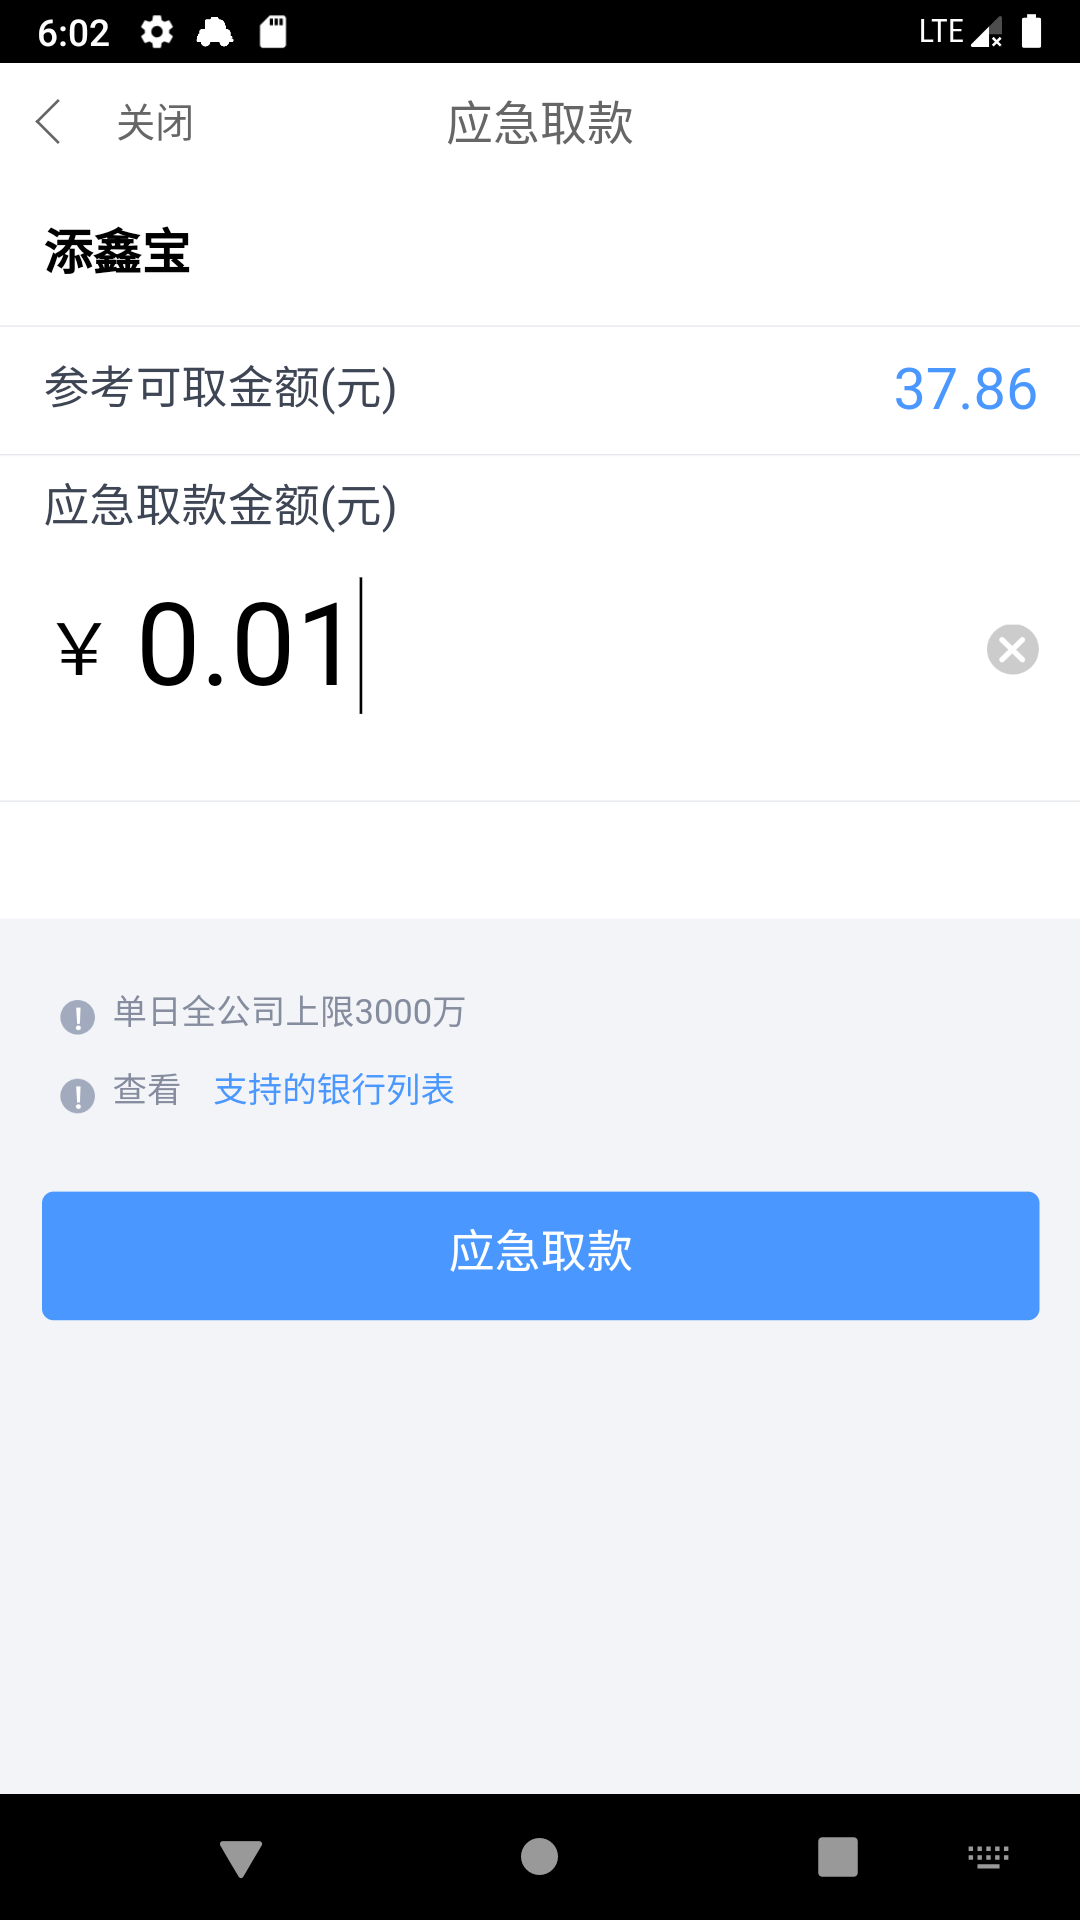 6:02 LTE
关闭 应急取款
添鑫宝
参考可取金额(元) 37.86
应急取款金额(元)
¥ 0.01
单日全公司上限3000万
查看 支持的银行列表
应急取款